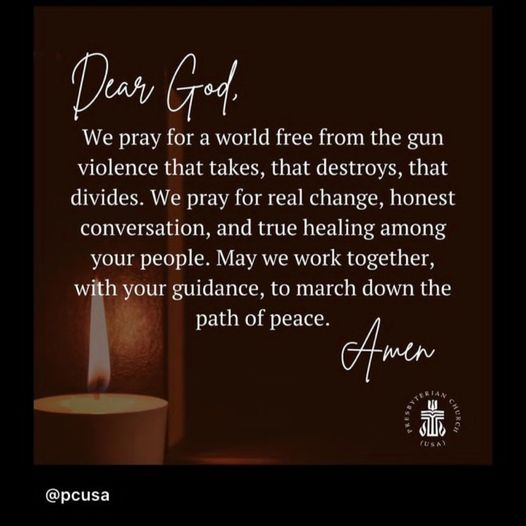 Dear God,
We pray for a world free from the gun
violence that takes, that destroys, that
divides. We pray for real change, honest
conversation, and true healing among
your people. May we work together,
with your guidance, to march down the
path of peace.
Amen
PRESBYTERIAN CHURCH
(USA)
@pcusa